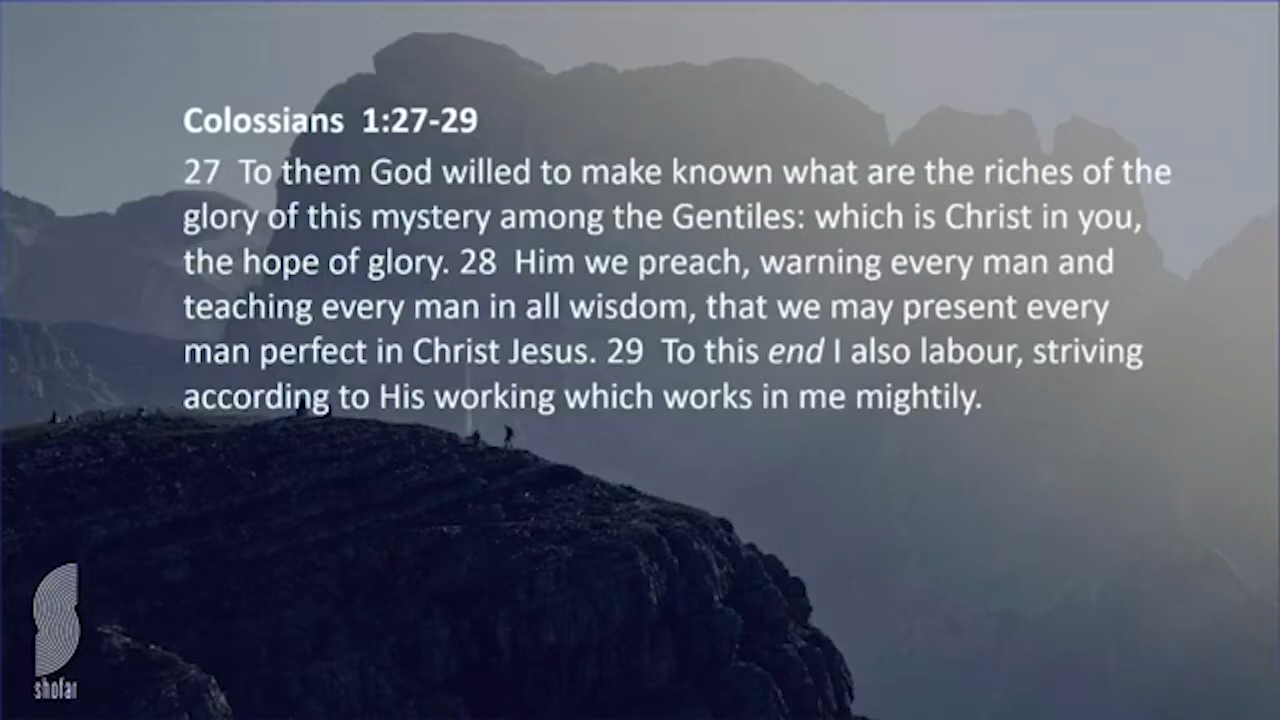 Colossians 1:27-29
27 To them God willed to make known what are the riches of the
glory of this mystery among the Gentiles: which is Christ in you,
the hope of glory. 28 Him we preach, warning every man and
teaching every man in all wisdom, that we may present every
man perfect in Christ Jesus. 29 To this end I also labour, striving
according to His working which works in me mightily.
shofar